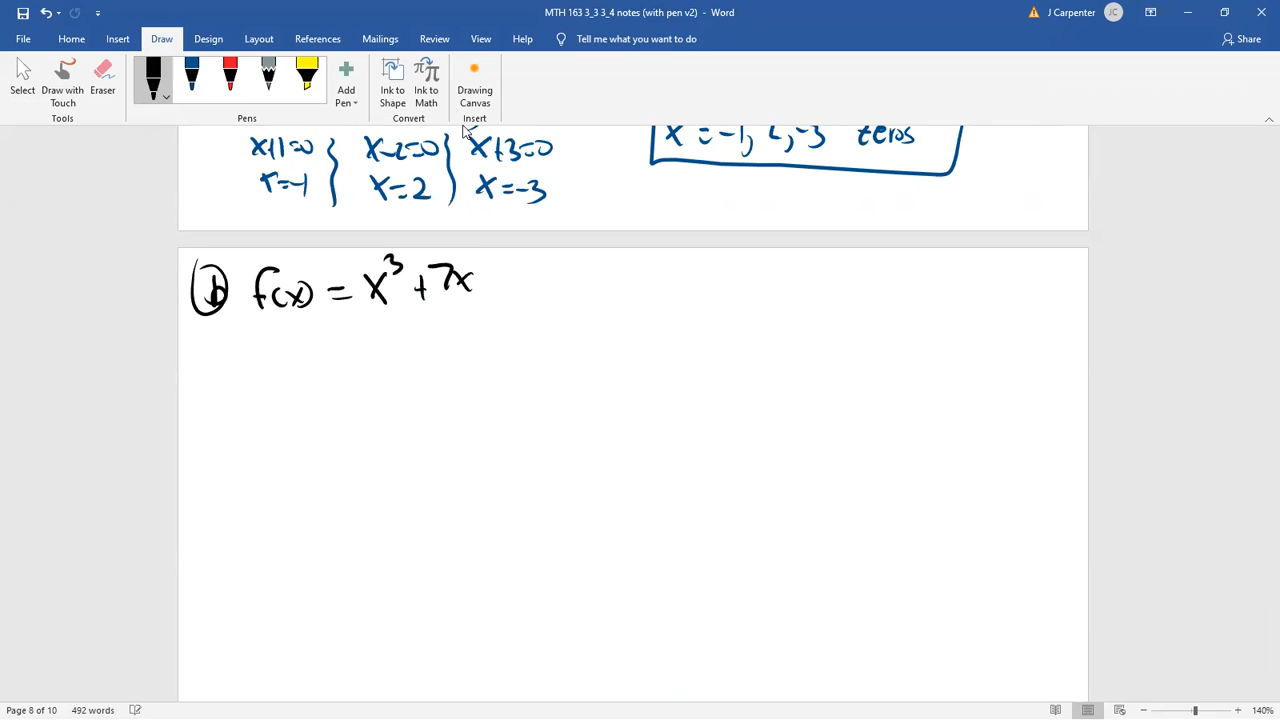 MTH 163 3_3 3_4 notes (with pen v2) - Word
J Carpenter JC
File Home Insert Draw Design Layout References Mailings Review View Help Tell me what you want to do Share
Select Drawing with Touch Eraser Add Pen Ink to Shape Ink to Math Drawing Canvas
Tools Pens Convert Insert
x+1=0 x-2=0 x+3=0 x=-1, 2, -3 zeros
x=-1 x=2 x=-3
b f(x) = x³ + 7x
Page 8 of 10 492 words 140%